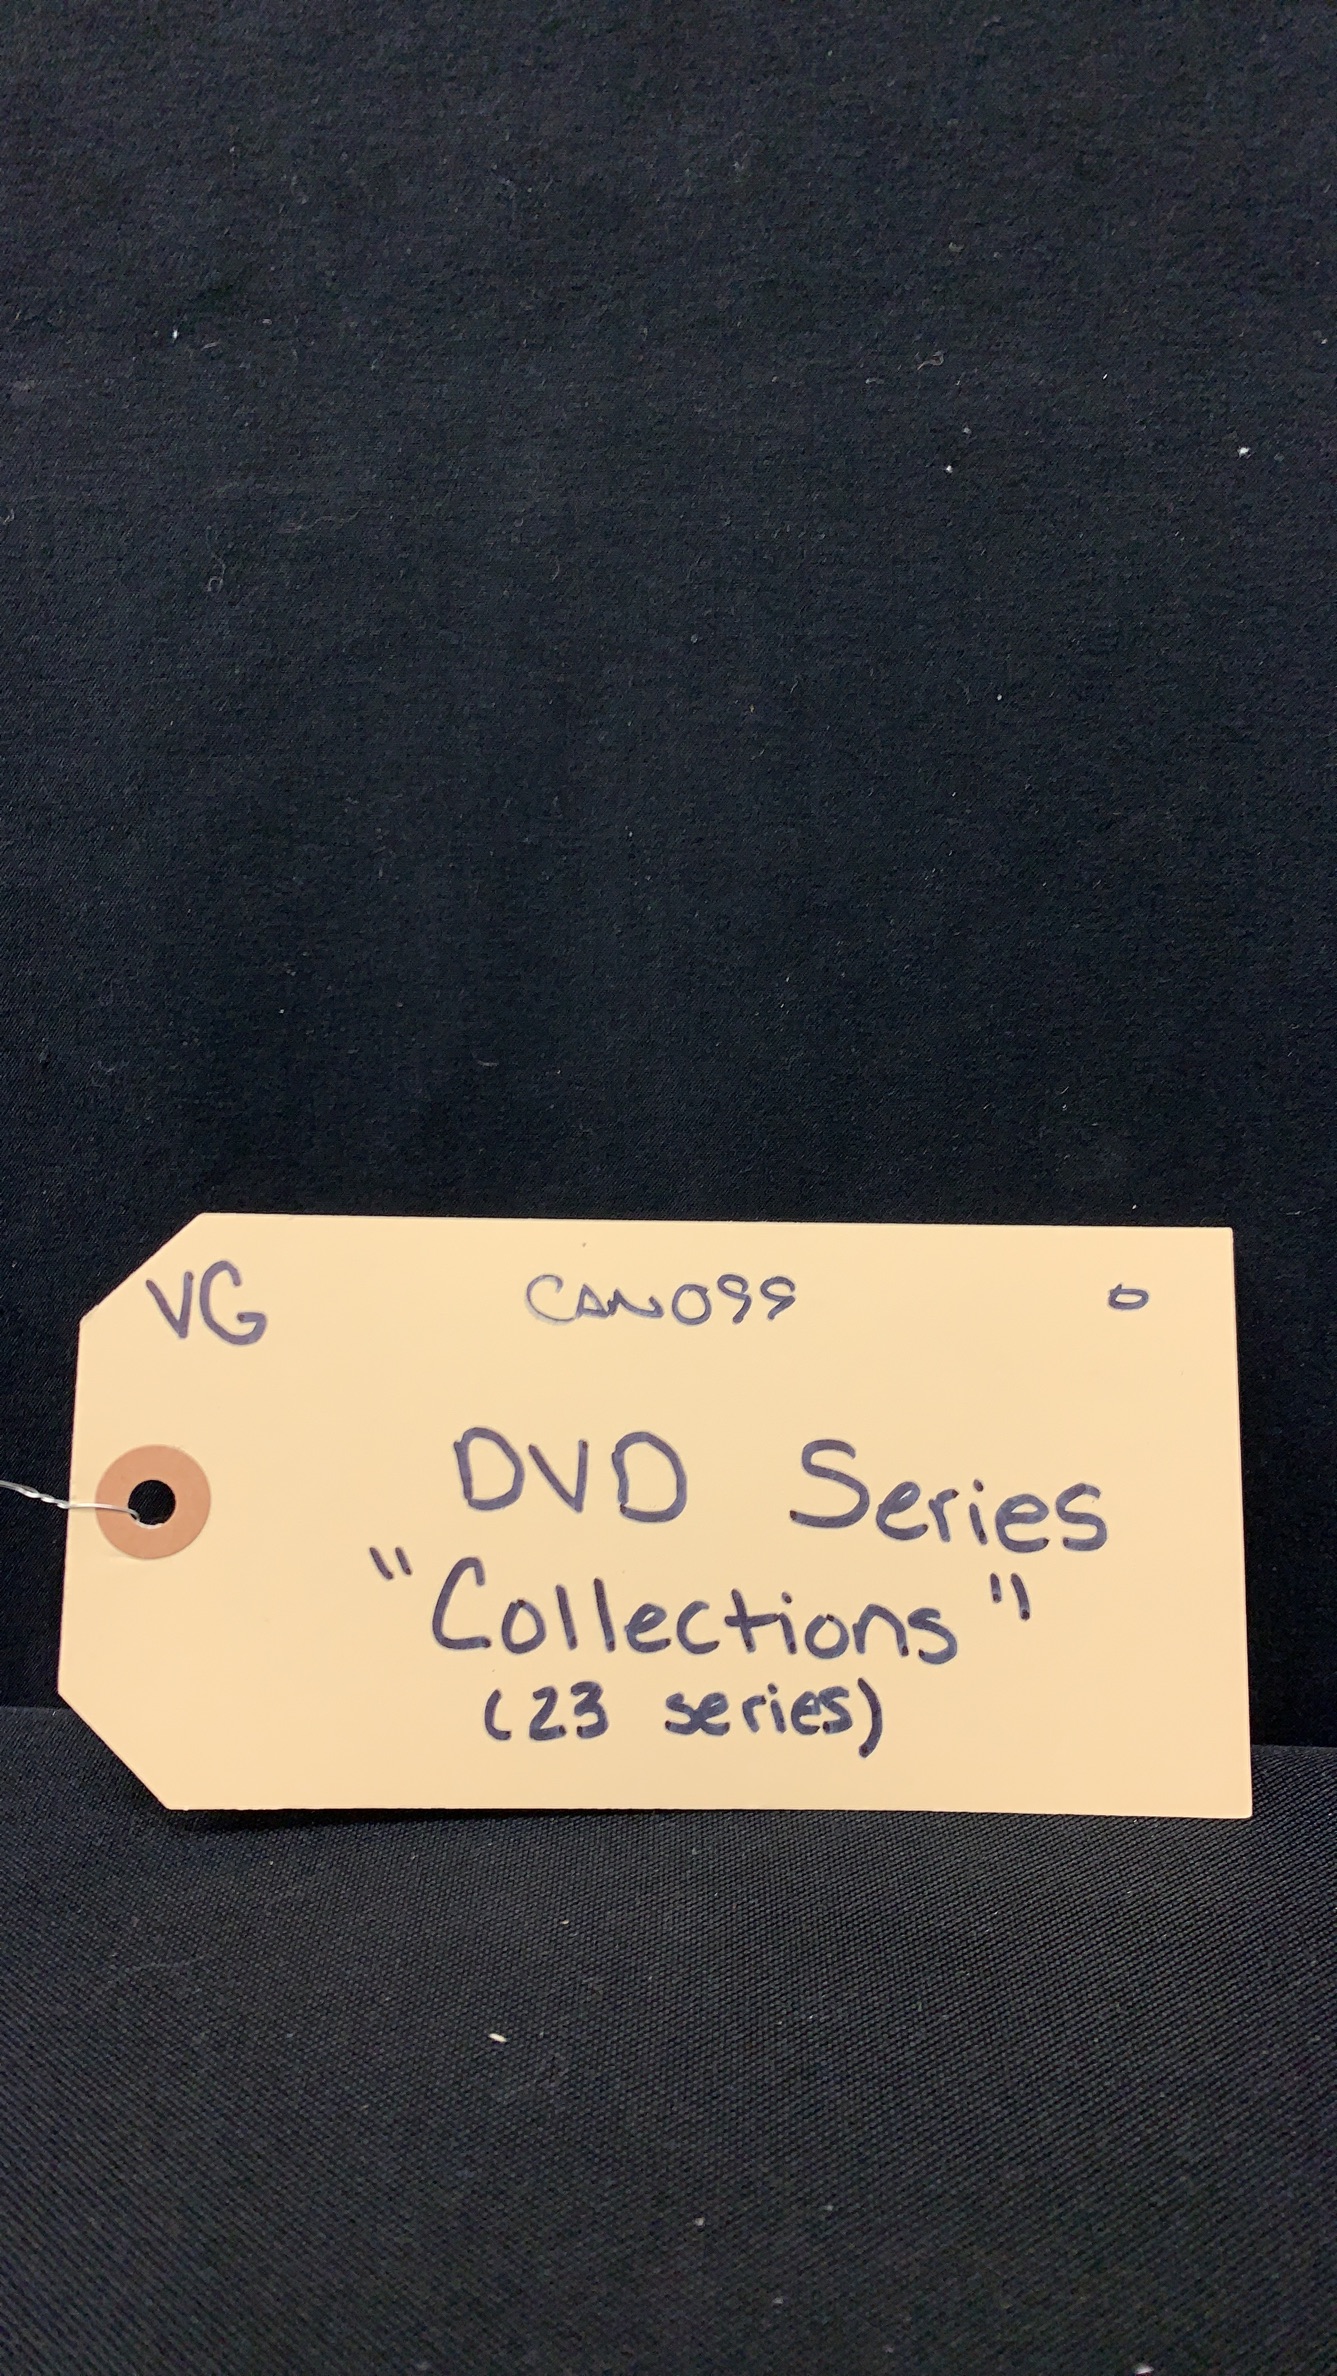 VG CAN099 0
DVD Series
"Collections"
(23 series)